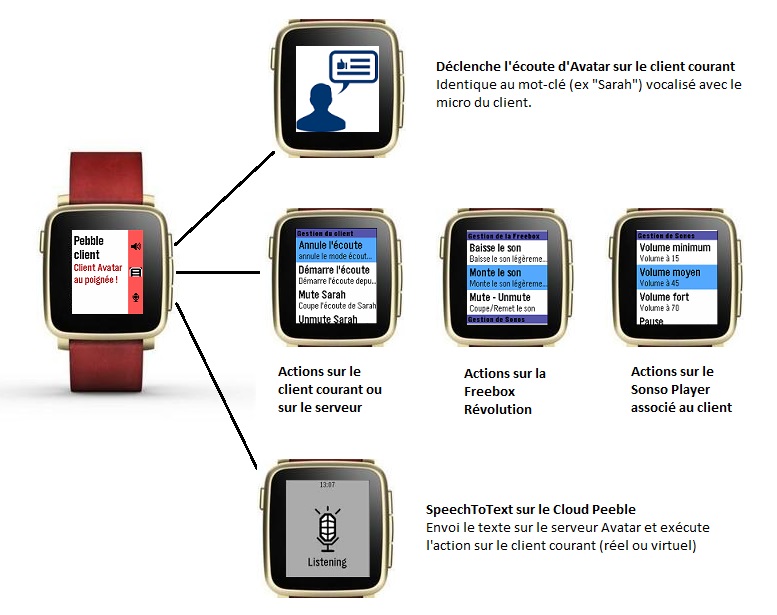 Déclenche l'écoute d'Avatar sur le client courant
Identique au mot-clé (ex "Sarah") vocalisé avec le
micro du client.
Pebble
client
Client Avatar
au poignée !
Gestion du client
Annule l'écoute
annule le mode écout...
Démarre l'écoute
Démarre l'écoute depu...
Mute Sarah
Coupe l'écoute de Sarah
Unmute Sarah
Gestion de la Freebox
Baisse le son
Baisse le son légèreme...
Monte le son
Monte le son légèreme...
Mute - Unmute
Coupe/Remet le son
Gestion de Sonos
Gestion de Sonos
Volume minimum
Volume à 15
Volume moyen
Volume à 45
Volume fort
Volume à 70
Pause
Actions sur le
client courant ou
sur le serveur
Actions sur la
Freebox
Révolution
Actions sur le
Sonso Player
associé au client
13:07
Listening
SpeechToText sur le Cloud Peeble
Envoi le texte sur le serveur Avatar et exécute
l'action sur le client courant (réel ou virtuel)